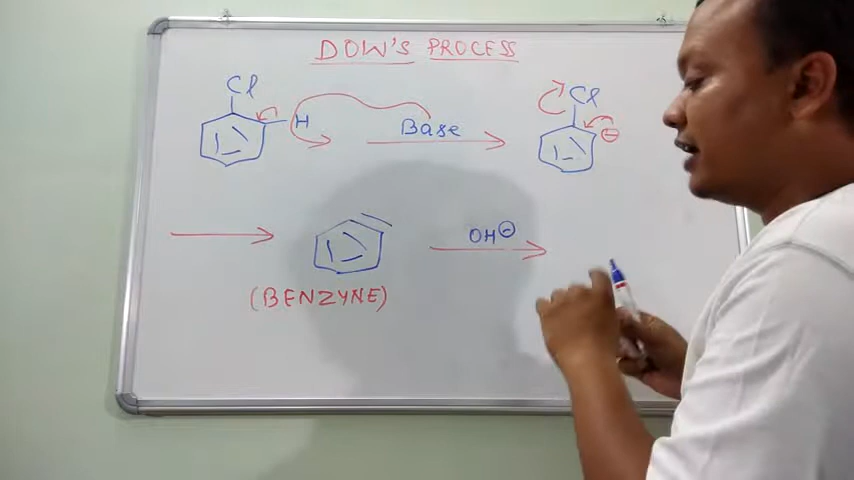 DOW'S PROCESS
Cl
H
Base
Cl
⊖
OH⊖
(BENZYNE)